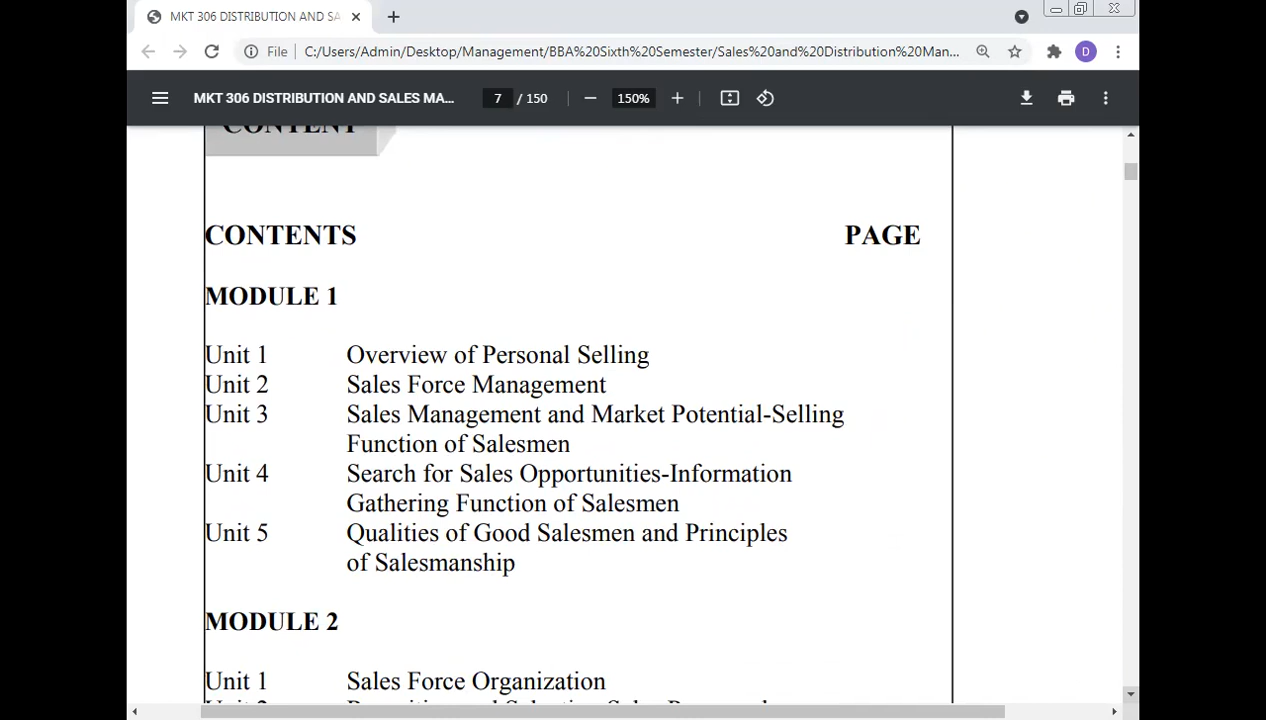 MKT 306 DISTRIBUTION AND SA
File C:/Users/Admin/Desktop/Management/BBA%20Sixth%20Semester/Sales%20and%20Distribution%20Man... D
MKT 306 DISTRIBUTION AND SALES MA... 7 / 150 150%
CONTENT
CONTENTS PAGE
MODULE 1
Unit 1 Overview of Personal Selling
Unit 2 Sales Force Management
Unit 3 Sales Management and Market Potential-Selling
Function of Salesmen
Unit 4 Search for Sales Opportunities-Information
Gathering Function of Salesmen
Unit 5 Qualities of Good Salesmen and Principles
of Salesmanship
MODULE 2
Unit 1 Sales Force Organization